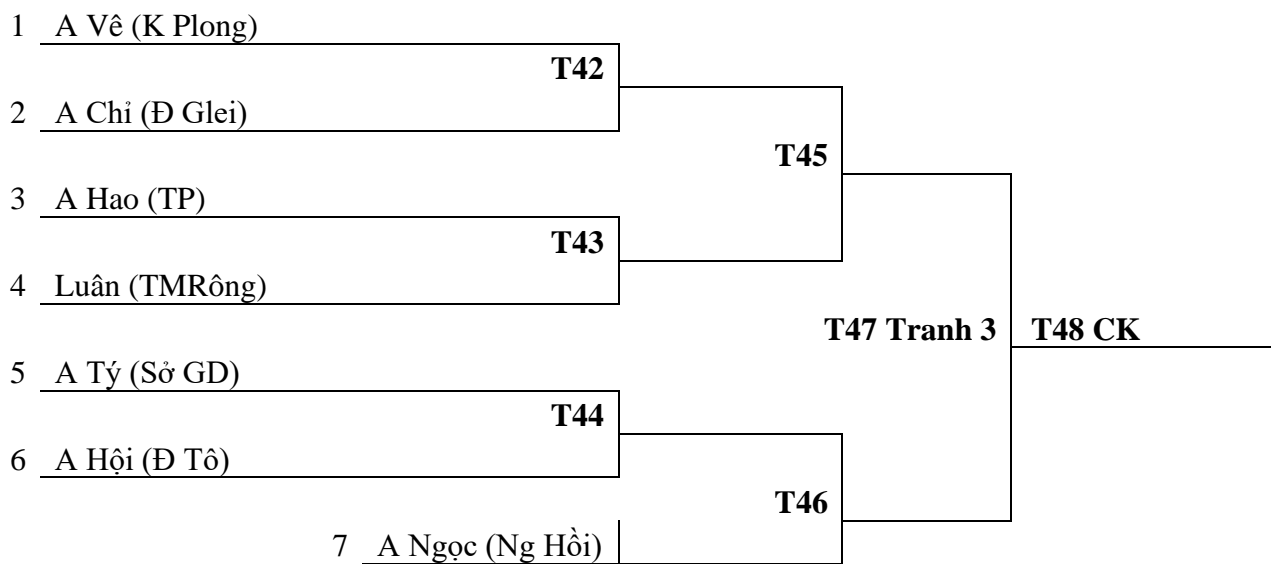 1 A Vê (K Plong)
T42
2 A Chỉ (Đ Glei)
T45
3 A Hao (TP)
T43
4 Luân (TMRông)
T47 Tranh 3 T48 CK
5 A Tý (Sở GD)
T44
6 A Hội (Đ Tô)
T46
7 A Ngọc (Ng Hồi)